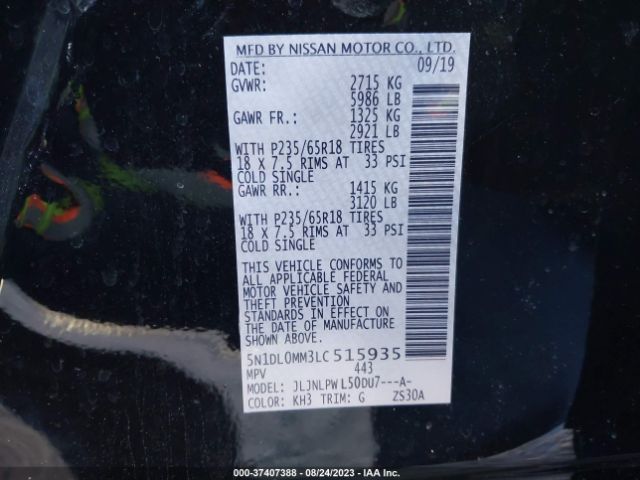 MFD BY NISSAN MOTOR CO., LTD.
DATE: 09/19
GVWR: 2715 KG
5986 LB
GAWR FR.: 1325 KG
2921 LB
WITH P235/65R18 TIRES
18 X 7.5 RIMS AT 33 PSI
COLD SINGLE
GAWR RR.: 1415 KG
3120 LB
WITH P235/65R18 TIRES
18 X 7.5 RIMS AT 33 PSI
COLD SINGLE
THIS VEHICLE CONFORMS TO
ALL APPLICABLE FEDERAL
MOTOR VEHICLE SAFETY AND
THEFT PREVENTION
STANDARDS IN EFFECT ON
THE DATE OF MANUFACTURE
SHOWN ABOVE.
5N1DL0MM3LC515935
MPV 443
MODEL: JLJNLPWL50DU7---A-
COLOR: KH3 TRIM: G ZS30A
000-37407388 - 08/24/2023 - IAA Inc.